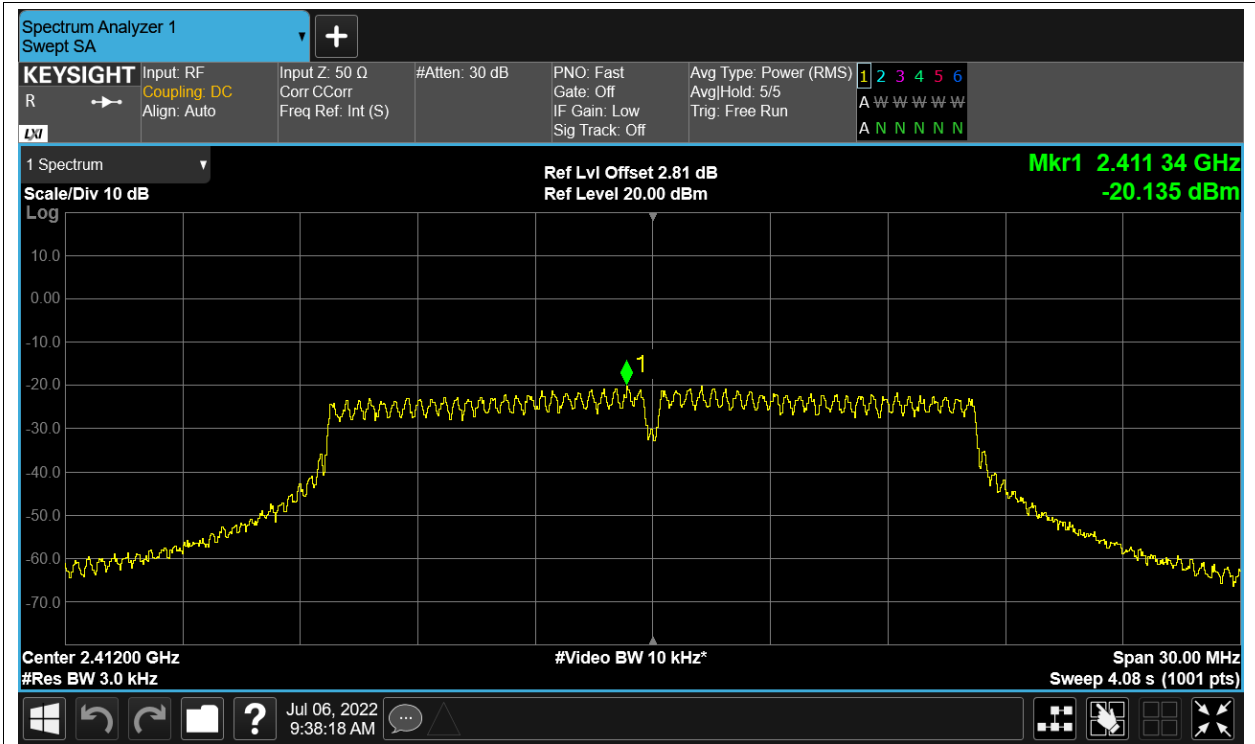 Spectrum Analyzer 1
Swept SA
KEYSIGHT
R
LXI
Input: RF
Coupling: DC
Align: Auto
Input Z: 50 Ω
Corr CCorr
Freq Ref: Int (S)
#Atten: 30 dB
PNO: Fast
Gate: Off
IF Gain: Low
Sig Track: Off
Avg Type: Power (RMS)
Avg|Hold: 5/5
Trig: Free Run
1 2 3 4 5 6
A W W W W W
A N N N N N
1 Spectrum
Scale/Div 10 dB
Log
Ref Lvl Offset 2.81 dB
Ref Level 20.00 dBm
Mkr1 2.411 34 GHz
-20.135 dBm
10.0
0.00
-10.0
-20.0
-30.0
-40.0
-50.0
-60.0
-70.0
1
Center 2.41200 GHz
#Res BW 3.0 kHz
#Video BW 10 kHz*
Span 30.00 MHz
Sweep 4.08 s (1001 pts)
?
Jul 06, 2022
9:38:18 AM